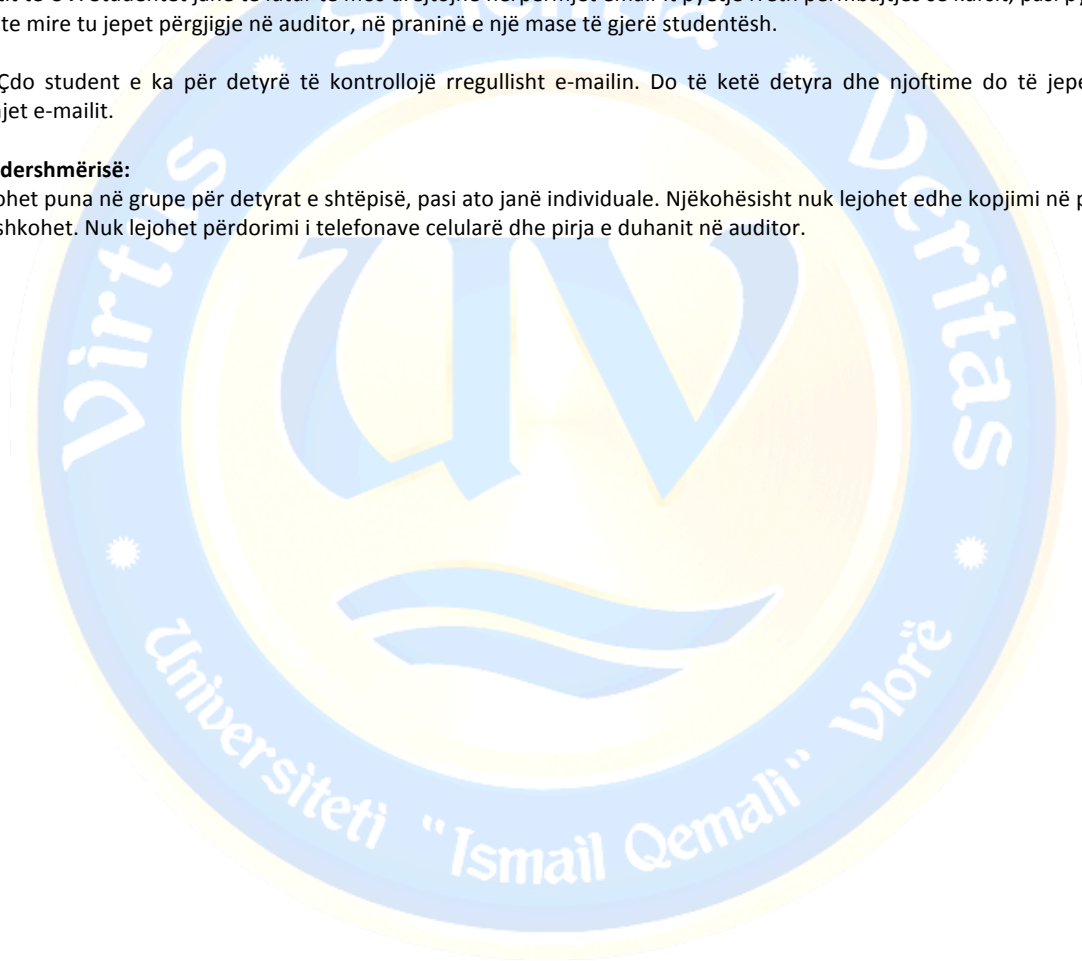 te mire tu jepet përgjigje në auditor, në praninë e një mase të gjerë studentësh.
Çdo student e ka për detyrë të kontrollojë rregullisht e-mailin. Do të ketë detyra dhe njoftime do të jepe
jet e-mailit.
dershmërisë:
ohet puna në grupe për detyrat e shtëpisë, pasi ato janë individuale. Njëkohësisht nuk lejohet edhe kopjimi në p
shkohet. Nuk lejohet përdorimi i telefonave celularë dhe pirja e duhanit në auditor.
Virtus
Veritas
UV
Universiteti "Ismail Qemali" Vlorë